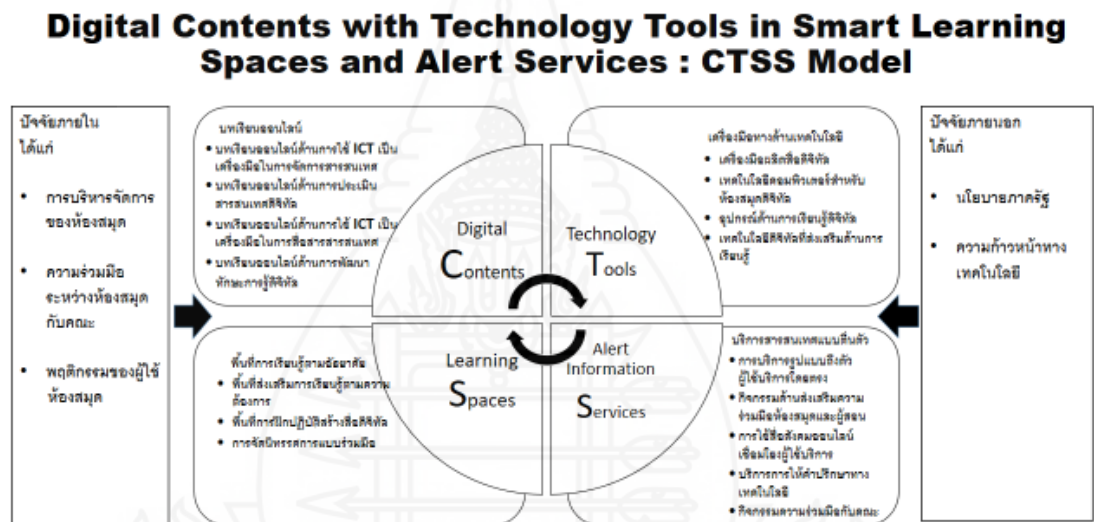 Digital Contents with Technology Tools in Smart Learning
Spaces and Alert Services : CTSS Model
ปัจจัยภายใน
ได้แก่
• การบริหารจัดการ
ของห้องสมุด
• ความร่วมมือ
ระหว่างห้องสมุด
กับคณะ
• พฤติกรรมของผู้ใช้
ห้องสมุด
บทเรียนออนไลน์
• บทเรียนออนไลน์ด้านการใช้ ICT เป็น
เครื่องมือในการจัดการสารสนเทศ
• บทเรียนออนไลน์ด้านการประเมิน
สารสนเทศดิจิทัล
• บทเรียนออนไลน์ด้านการใช้ ICT เป็น
เครื่องมือในการสื่อสารสารสนเทศ
• บทเรียนออนไลน์ด้านการพัฒนา
ทักษะการรู้ดิจิทัล
Digital
Contents
Technology
Tools
เครื่องมือทางด้านเทคโนโลยี
• เครื่องมือผลิตสื่อดิจิทัล
• เทคโนโลยีคอมพิวเตอร์สำหรับ
ห้องสมุดดิจิทัล
• อุปกรณ์ด้านการเรียนรู้ดิจิทัล
• เทคโนโลยีดิจิทัลที่ส่งเสริมด้านการ
เรียนรู้
พื้นที่การเรียนรู้ตามอัธยาศัย
• พื้นที่ส่งเสริมการเรียนรู้ตามความ
ต้องการ
• พื้นที่การฝึกปฏิบัติสร้างสื่อดิจิทัล
• การจัดนิทรรศการแบบร่วมมือ
Learning
Spaces
Alert
Information
Services
บริการสารสนเทศแบบตื่นตัว
• การบริการรูปแบบถึงตัว
ผู้ใช้บริการโดยตรง
• กิจกรรมด้านส่งเสริมความ
ร่วมมือห้องสมุดและผู้สอน
• การใช้สื่อสังคมออนไลน์
เชื่อมโยงผู้ใช้บริการ
• บริการการให้คำปรึกษาทาง
เทคโนโลยี
• กิจกรรมความร่วมมือกับคณะ
ปัจจัยภายนอก
ได้แก่
• นโยบายภาครัฐ
• ความก้าวหน้าทาง
เทคโนโลยี